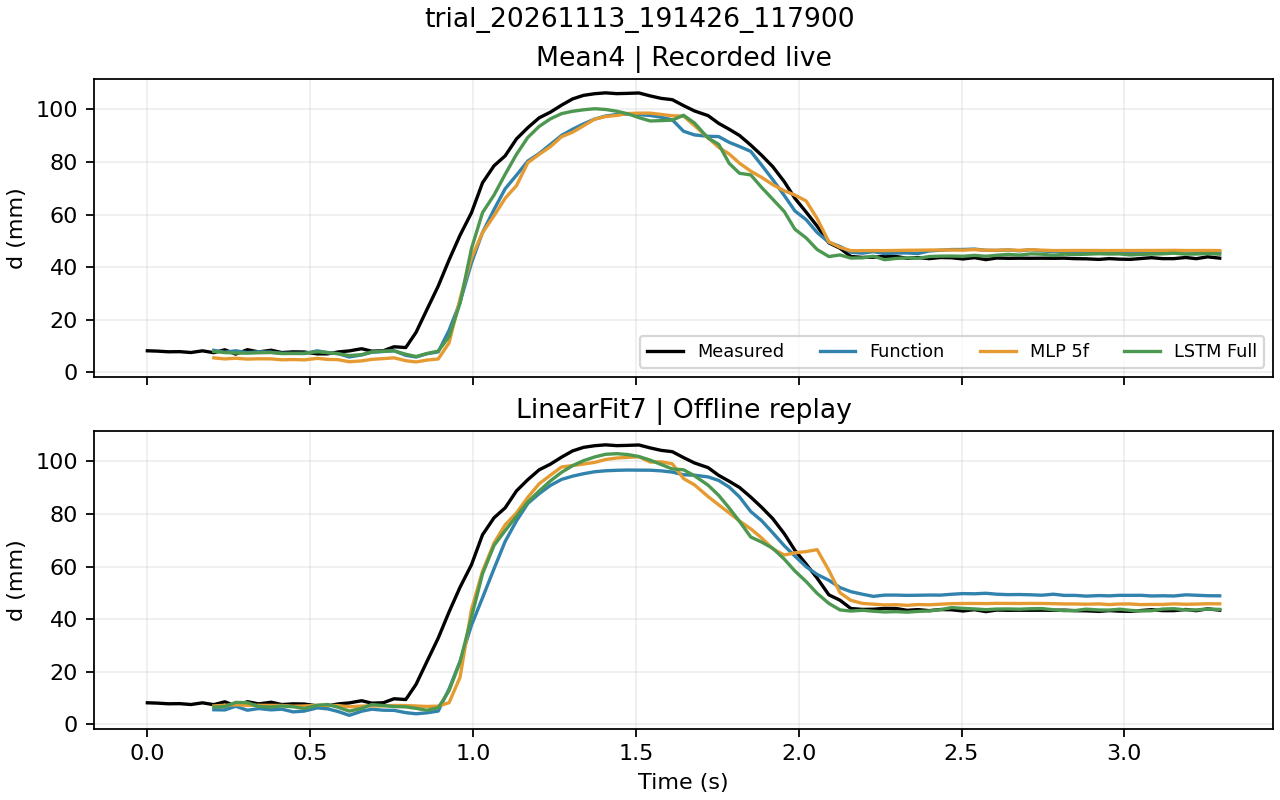 trial_20261113_191426_117900
Mean4 | Recorded live
100
80
60
40
20
0
d (mm)
Measured Function MLP 5f LSTM Full
LinearFit7 | Offline replay
100
80
60
40
20
0
d (mm)
0.0 0.5 1.0 1.5 2.0 2.5 3.0
Time (s)